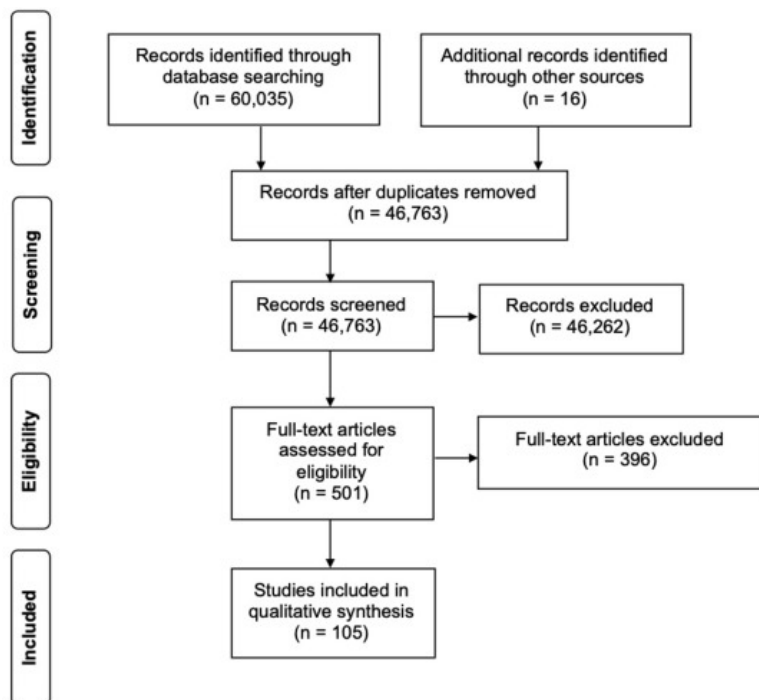 Identification
Records identified through
database searching
(n = 60,035)
Additional records identified
through other sources
(n = 16)
Records after duplicates removed
(n = 46,763)
Screening
Records screened
(n = 46,763)
Records excluded
(n = 46,262)
Eligibility
Full-text articles
assessed for
eligibility
(n = 501)
Full-text articles excluded
(n = 396)
Included
Studies included in
qualitative synthesis
(n = 105)